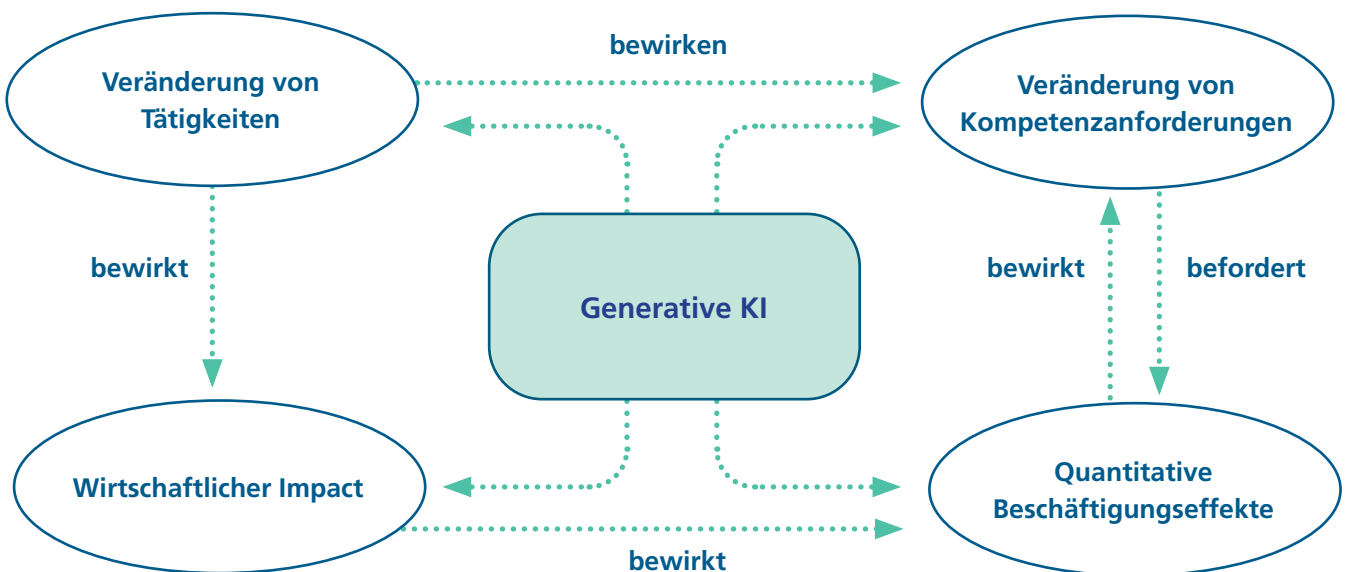 bewirken
Veränderung von
Tätigkeiten
Veränderung von
Kompetenzanforderungen
bewirkt
Generative KI
bewirkt
befordert
Wirtschaftlicher Impact
Quantitative
Beschäftigungseffekte
bewirkt